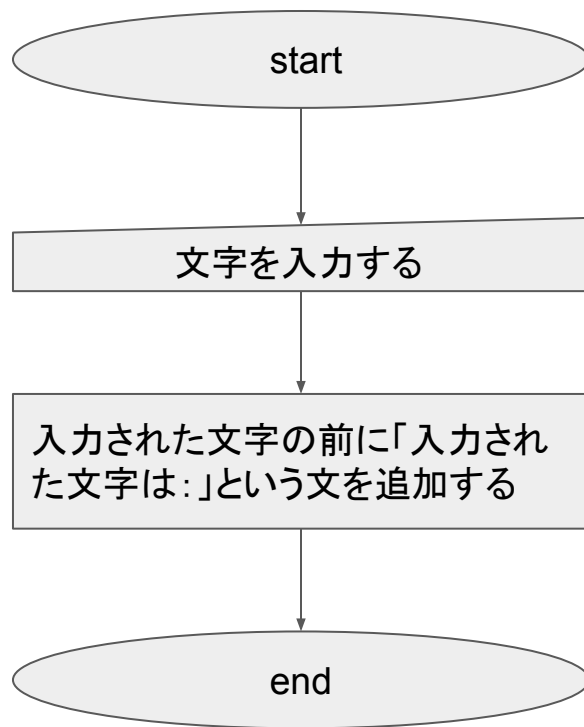 start
文字を入力する
入力された文字の前に「入力され
た文字は:」という文を追加する
end